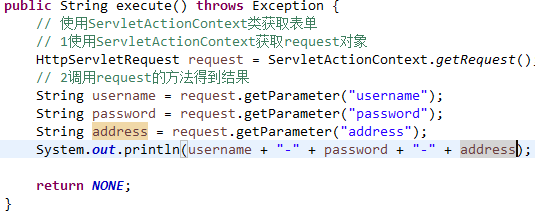 public String execute() throws Exception {
// 使用ServletActionContext类获取表单
// 1使用ServletActionContext获取request对象
HttpServletRequest request = ServletActionContext.getRequest()
// 2调用request的方法得到结果
String username = request.getParameter("username");
String password = request.getParameter("password");
String address = request.getParameter("address");
System.out.println(username + "-" + password + "-" + address);
return NONE;
}